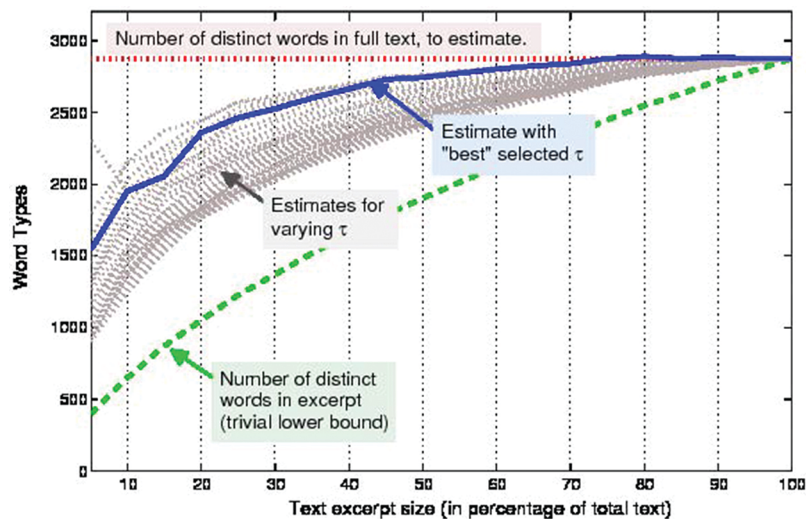 3000
Number of distinct words in full text, to estimate.
2500
Estimate with
"best" selected τ
2000
Estimates for
varying τ
1500
1000
Number of distinct
words in excerpt
(trivial lower bound)
500
0
Word Types
10 20 30 40 50 60 70 80 90 100
Text excerpt size (in percentage of total text)